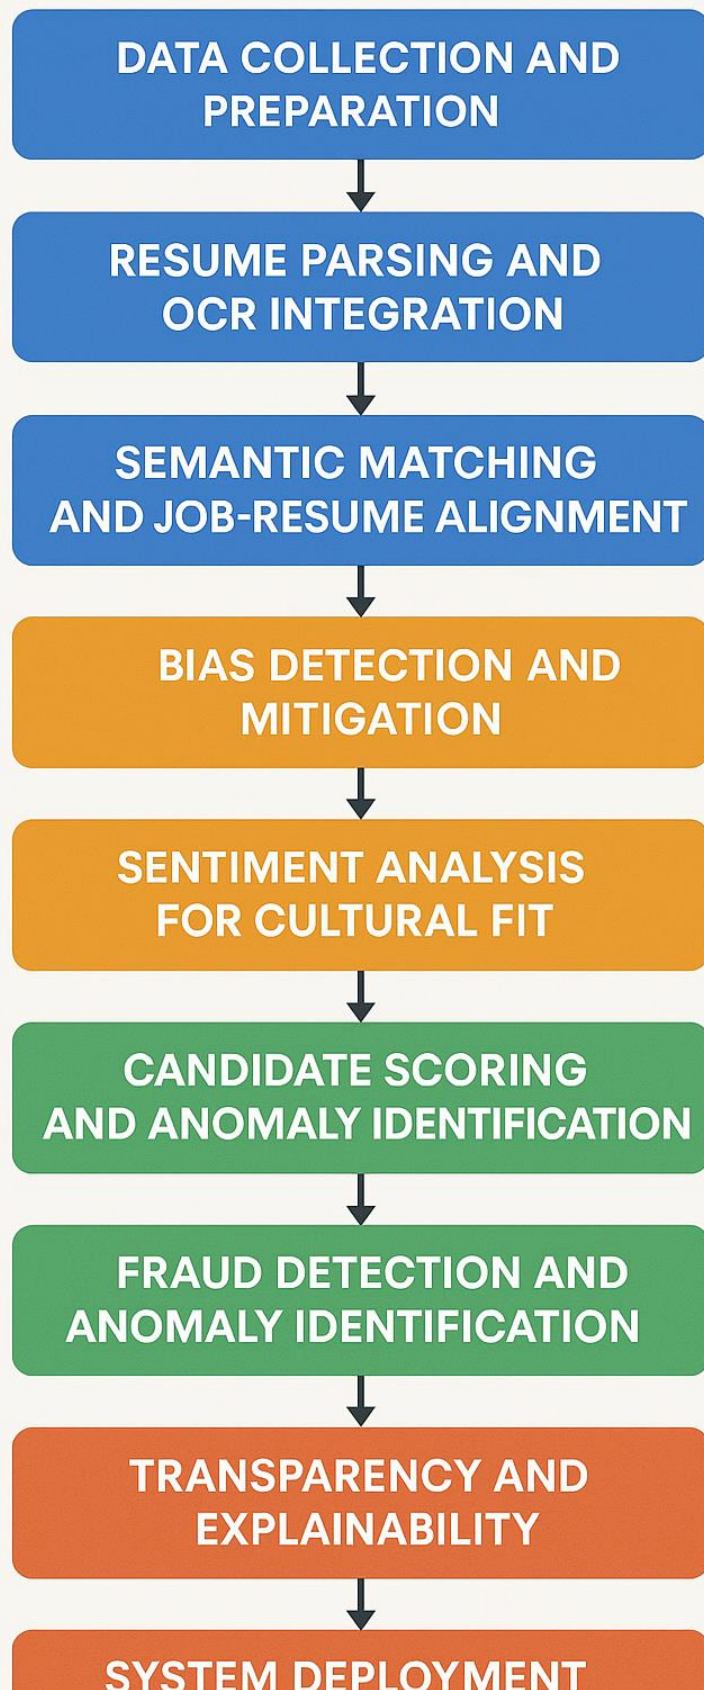 DATA COLLECTION AND
PREPARATION
RESUME PARSING AND
OCR INTEGRATION
SEMANTIC MATCHING
AND JOB-RESUME ALIGNMENT
BIAS DETECTION AND
MITIGATION
SENTIMENT ANALYSIS
FOR CULTURAL FIT
CANDIDATE SCORING
AND ANOMALY IDENTIFICATION
FRAUD DETECTION AND
ANOMALY IDENTIFICATION
TRANSPARENCY AND
EXPLAINABILITY
SYSTEM DEPLOYMENT